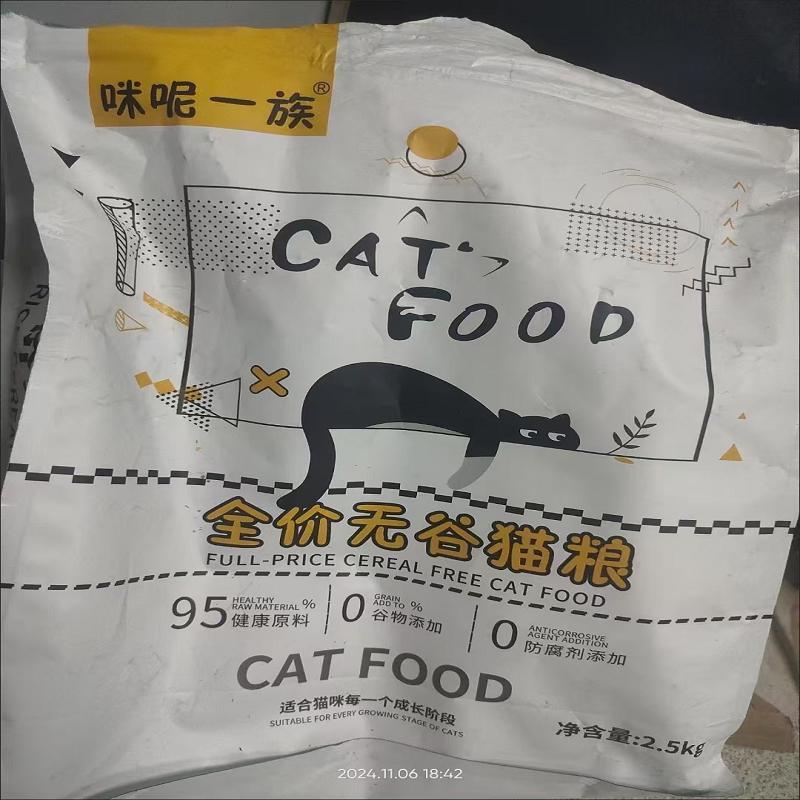 咪呢一族®
CAT
FOOD
全价无谷猫粮
FULL-PRICE CEREAL FREE CAT FOOD
95 HEALTHY RAW MATERIAL % 健康原料
0 GRAIN ADD TO % 谷物添加
0 ANTICORROSIVE AGENT ADDITION 防腐剂添加
CAT FOOD
适合猫咪每一个成长阶段
SUITABLE FOR EVERY GROWING STAGE OF CATS
净含量:2.5kg
2024.11.06 18:42